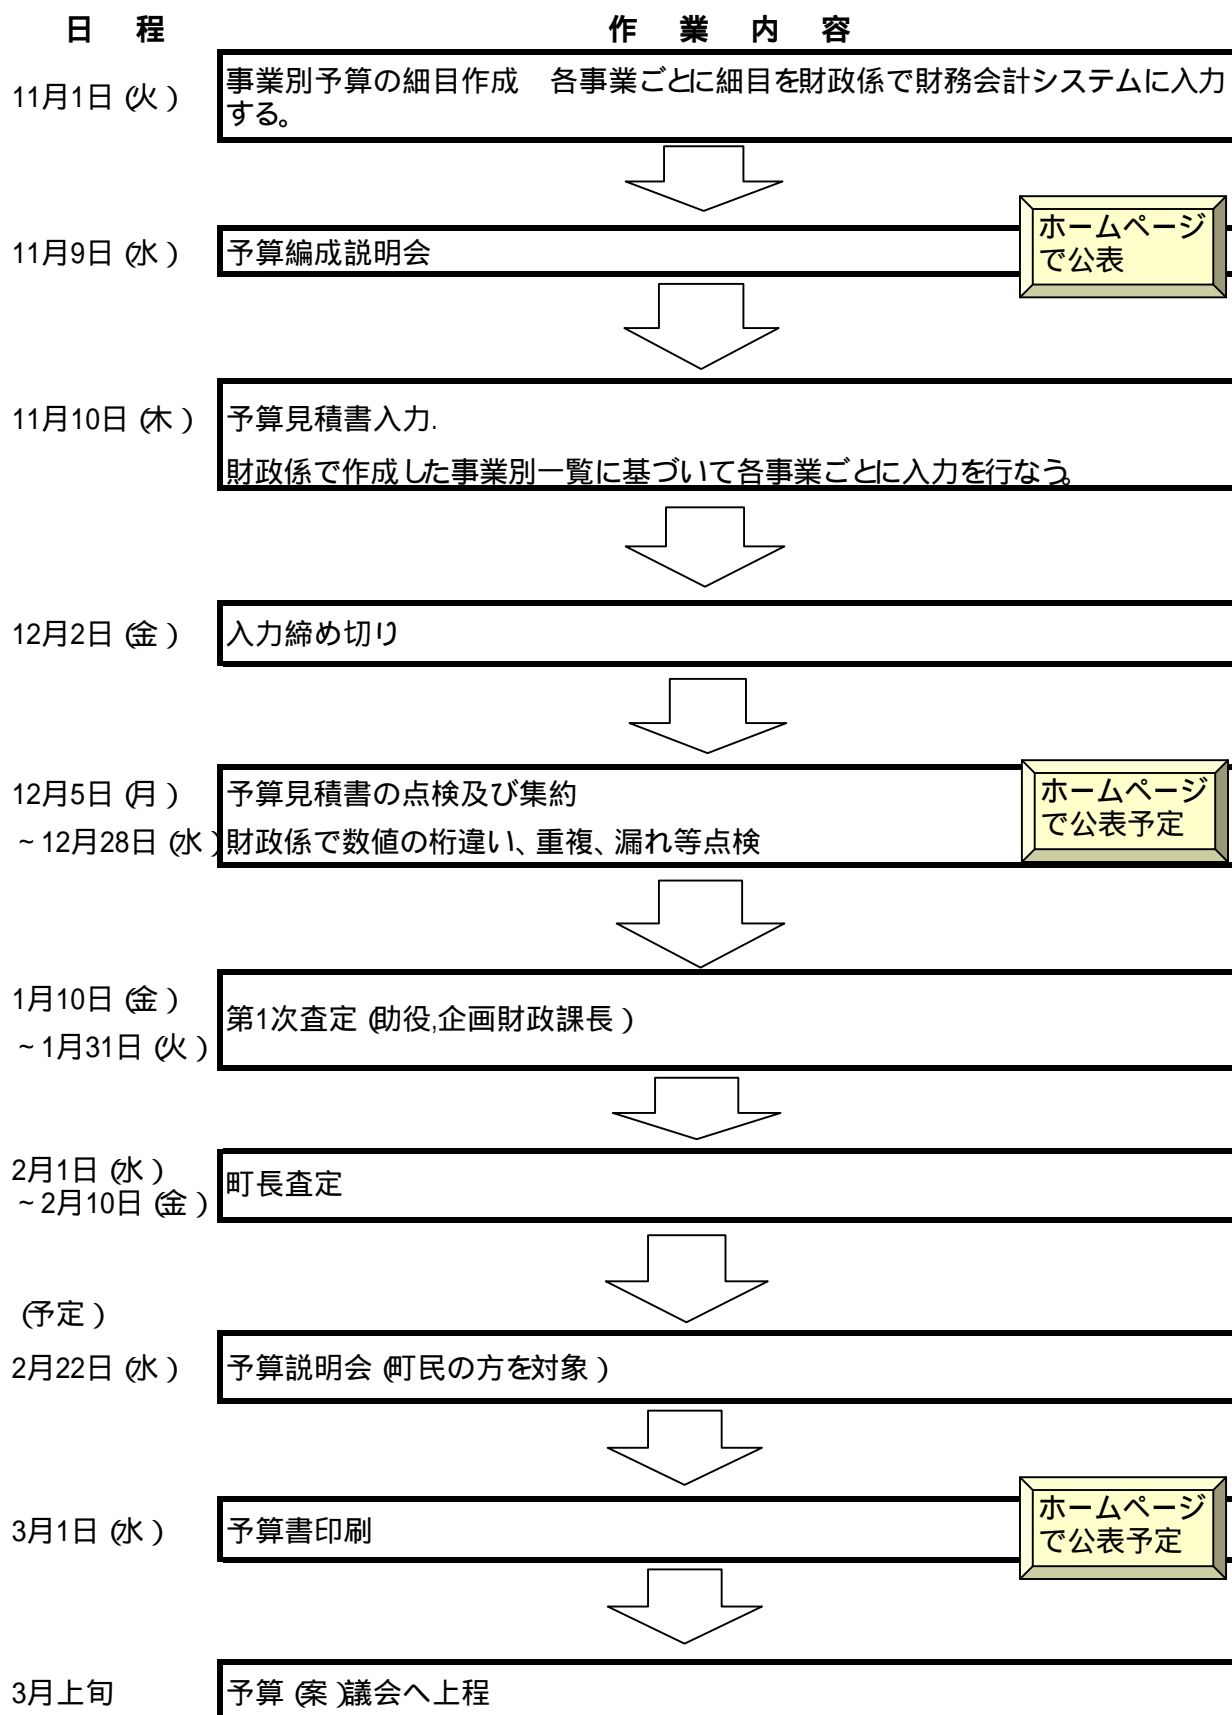 日 程 作 業 内 容
11月1日(火) 事業別予算の細目作成 各事業ごとに細目を財政係で財務会計システムに入力
する。
11月9日(水) 予算編成説明会
ホームページ
で公表
11月10日(木) 予算見積書入力.
財政係で作成した事業別一覧に基づいて各事業ごとに入力を行なう。
12月2日(金) 入力締め切り
12月5日(月) 予算見積書の点検及び集約
~12月28日(水) 財政係で数値の桁違い、重複、漏れ等点検
ホームページ
で公表予定
1月10日(金)
~1月31日(火)
第1次査定(助役,企画財政課長)
2月1日(水)
~2月10日(金)
町長査定
(予定)
2月22日(水) 予算説明会(町民の方を対象)
3月1日(水) 予算書印刷
ホームページ
で公表予定
3月上旬 予算(案)議会へ上程